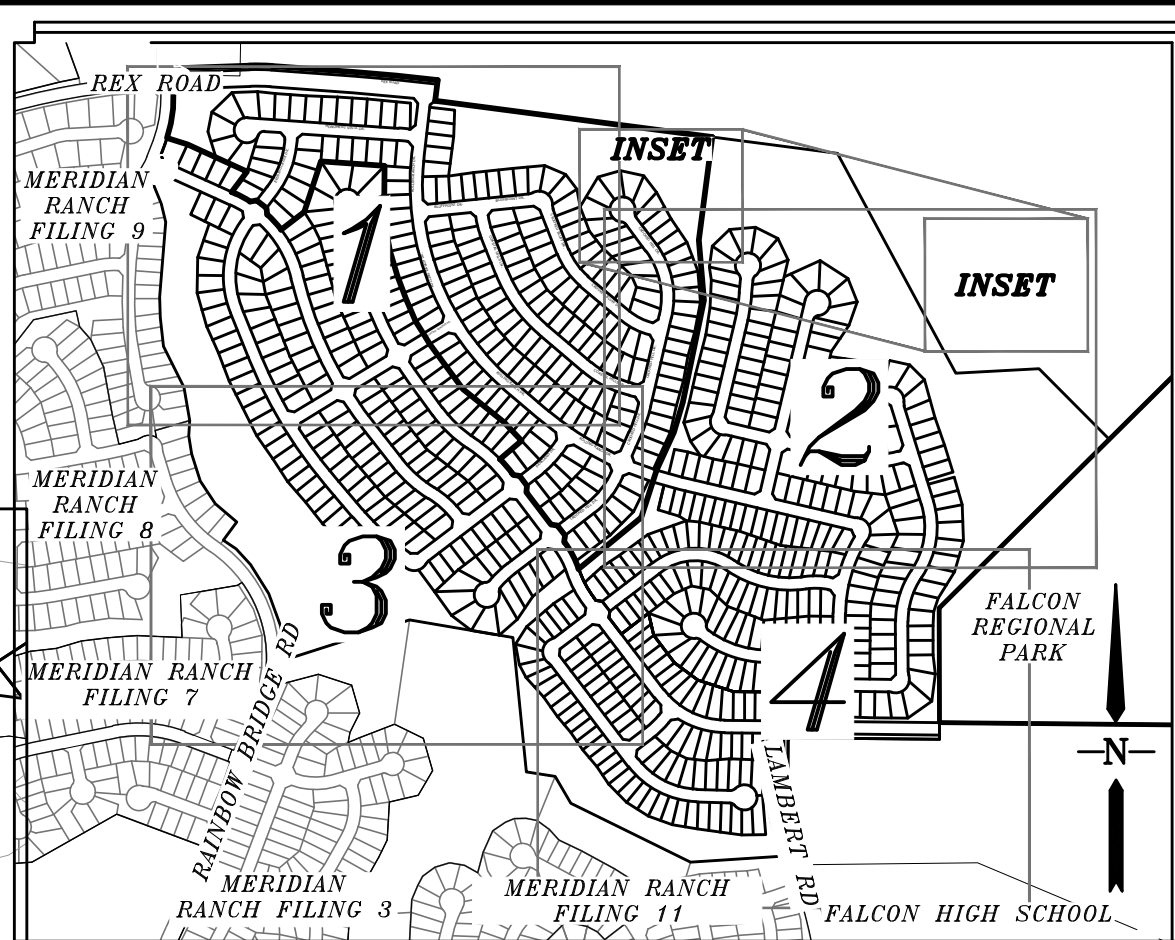 REX ROAD
INSET
MERIDIAN
RANCH
FILING 9
1
INSET
2
MERIDIAN
RANCH
FILING 8
3
FALCON
REGIONAL
PARK
MERIDIAN RANCH
FILING 7
4
RAINBOW BRIDGE RD
N
LAMBERT RD
MERIDIAN
RANCH FILING 3
MERIDIAN RANCH
FILING 11
FALCON HIGH SCHOOL